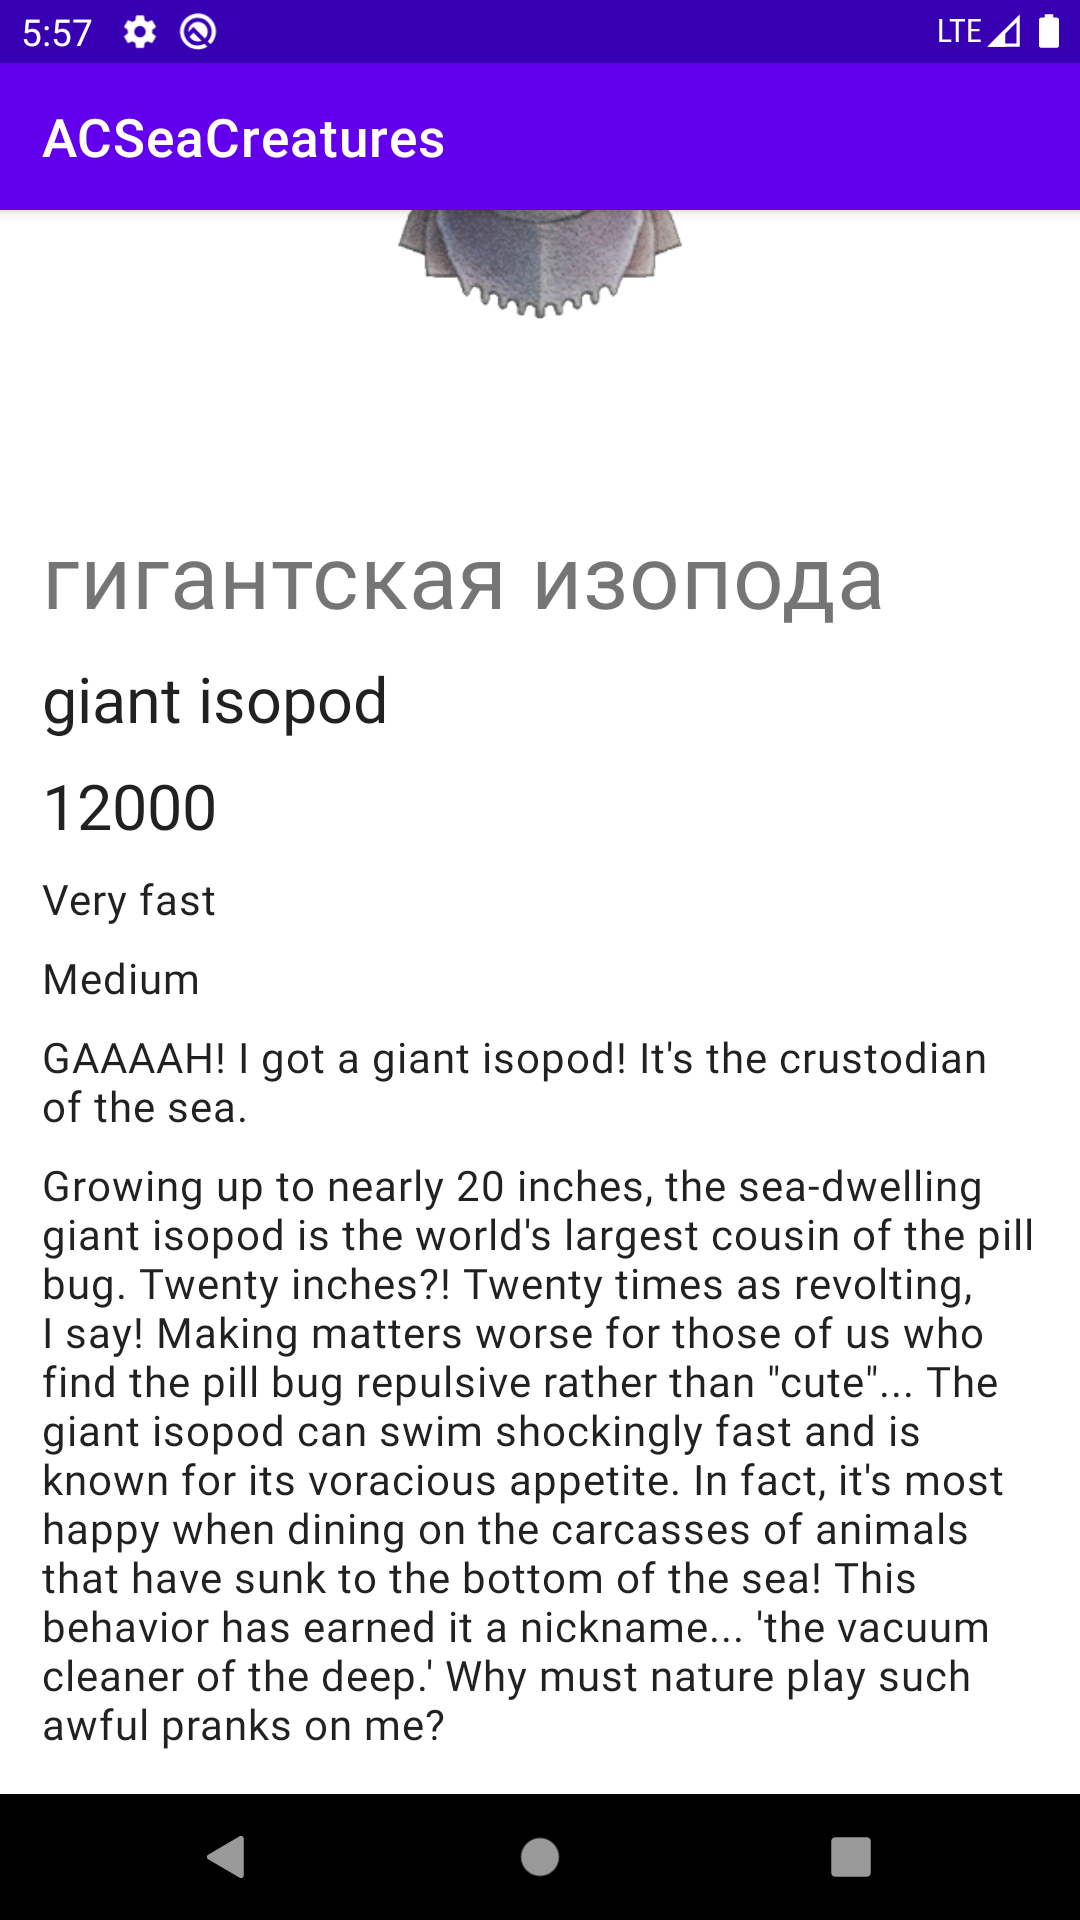 5:57 LTE
ACSeaCreatures
гигантская изопода
giant isopod
12000
Very fast
Medium
GAAAAH! I got a giant isopod! It's the crustodian
of the sea.
Growing up to nearly 20 inches, the sea-dwelling
giant isopod is the world's largest cousin of the pill
bug. Twenty inches?! Twenty times as revolting,
I say! Making matters worse for those of us who
find the pill bug repulsive rather than "cute"... The
giant isopod can swim shockingly fast and is
known for its voracious appetite. In fact, it's most
happy when dining on the carcasses of animals
that have sunk to the bottom of the sea! This
behavior has earned it a nickname... 'the vacuum
cleaner of the deep.' Why must nature play such
awful pranks on me?